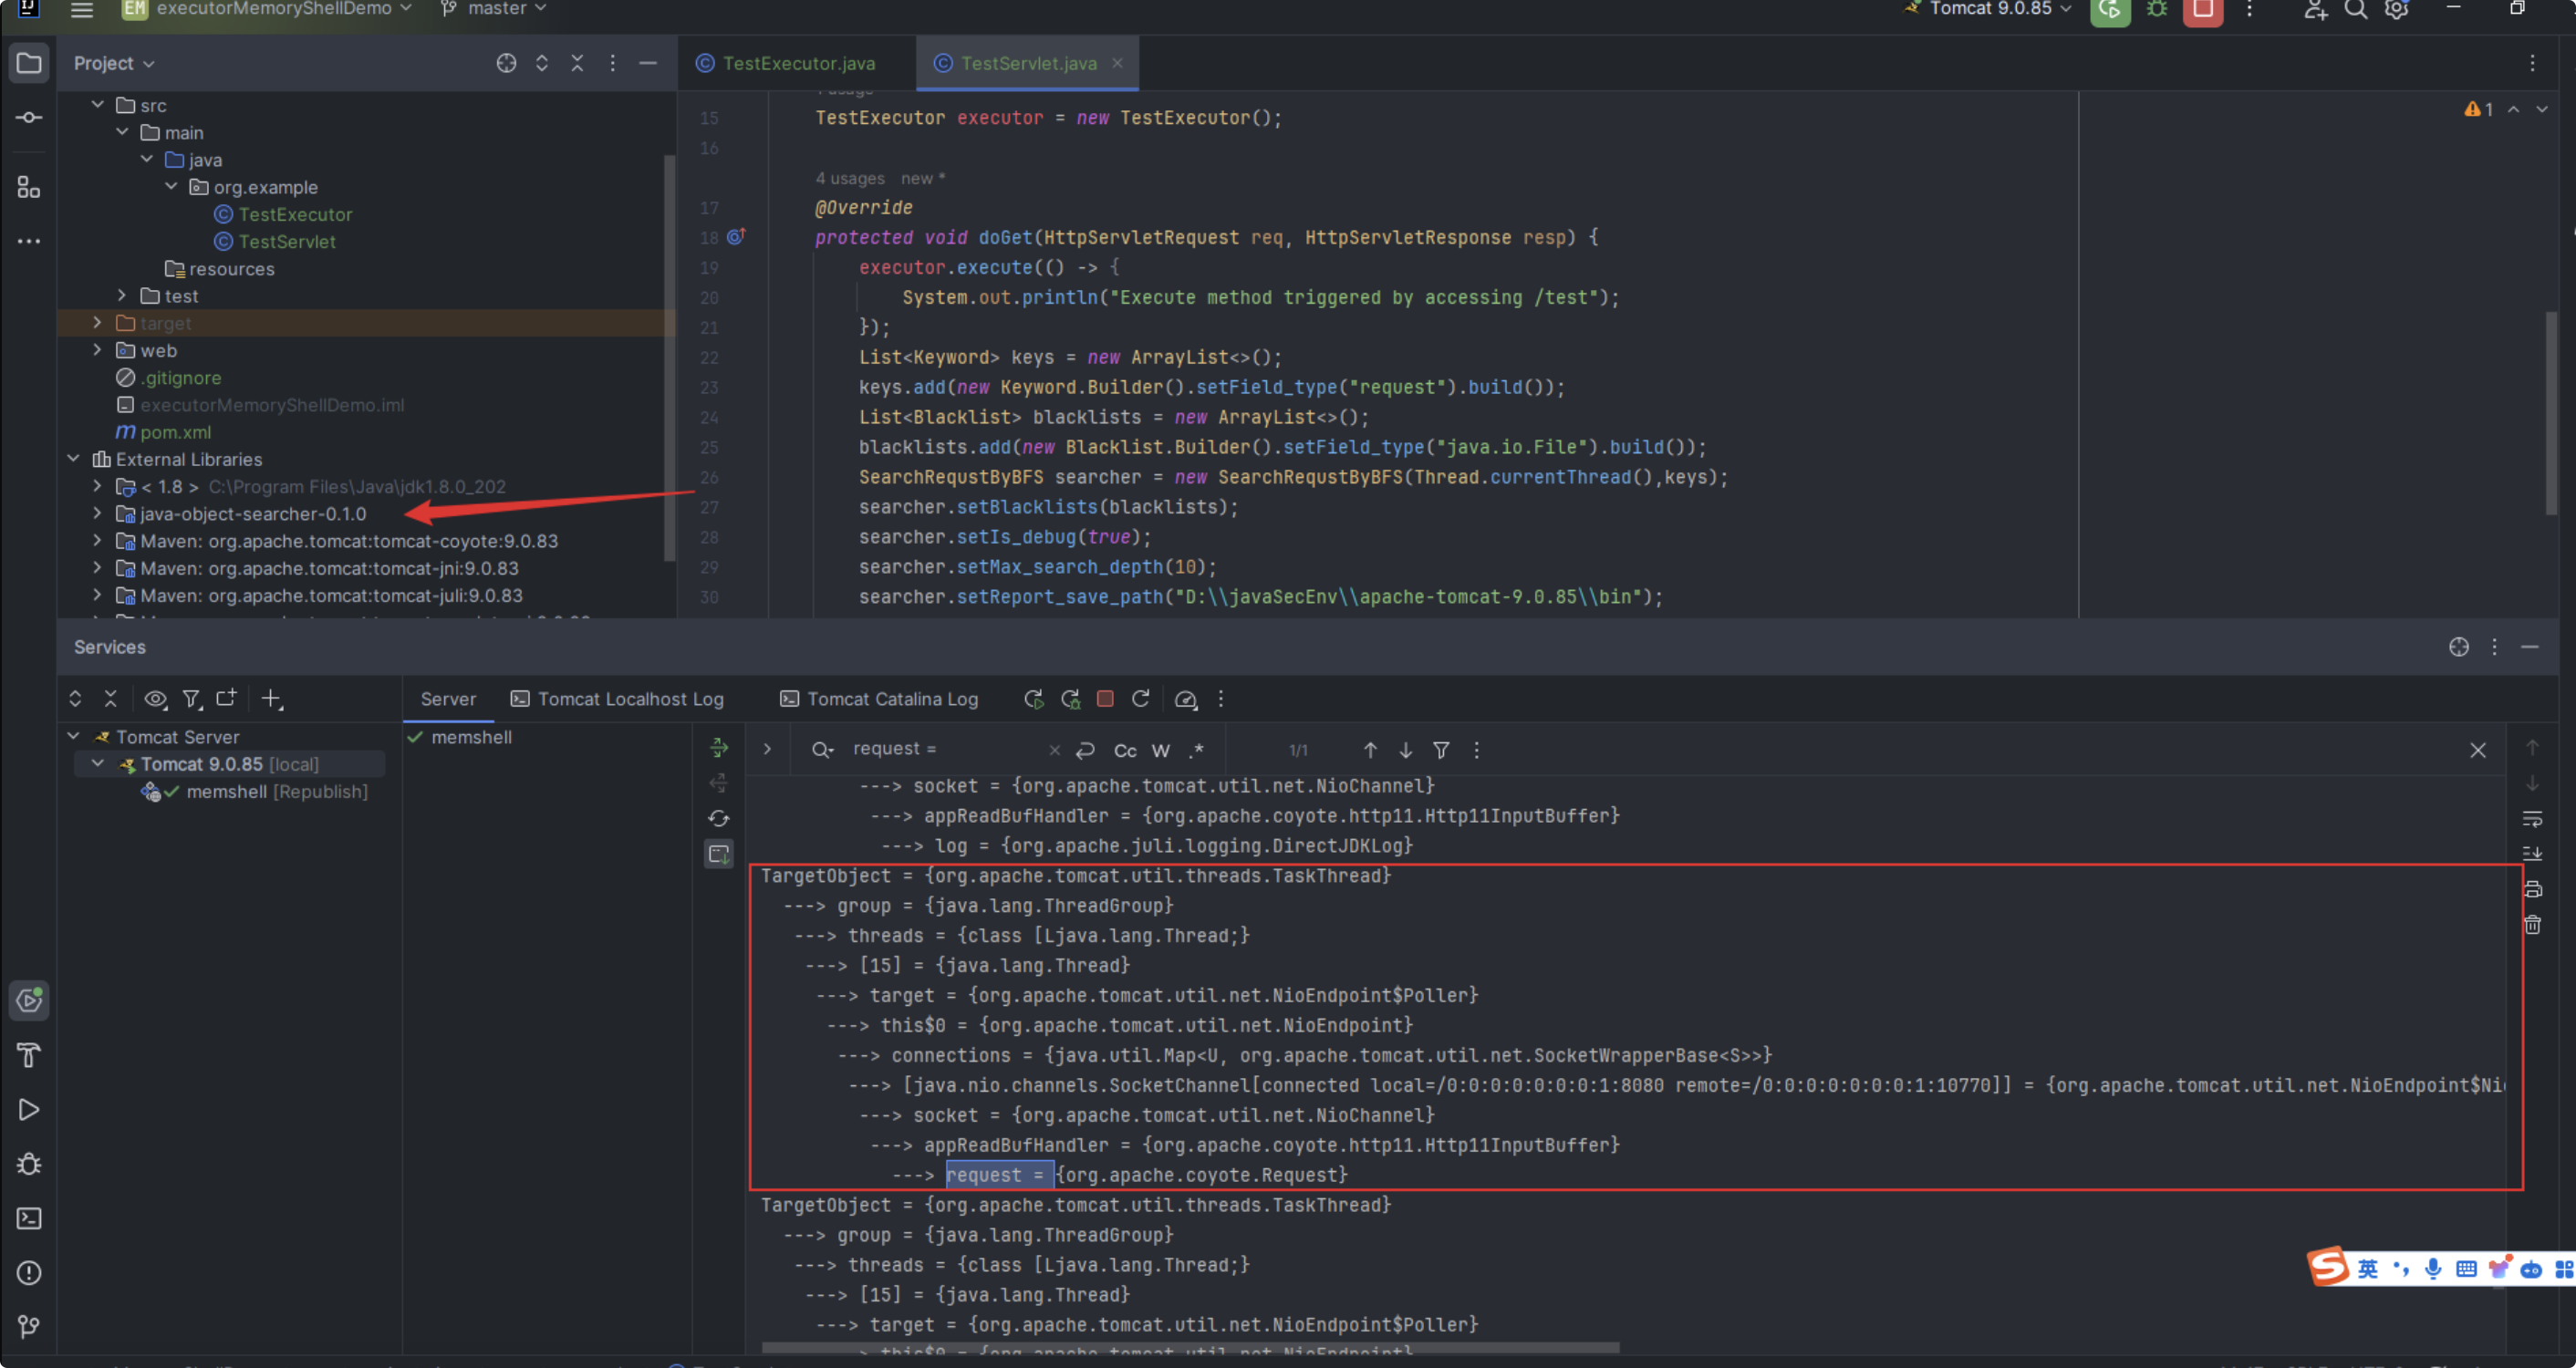 EM executorMemoryShellDemo master Tomcat 9.0.85
Project
TestExecutor.java TestServlet.java
src
main
java
org.example
TestExecutor
TestServlet
resources
test
target
web
.gitignore
executorMemoryShellDemo.iml
m pom.xml
External Libraries
< 1.8 > C:\Program Files\Java\jdk1.8.0_202
java-object-searcher-0.1.0
Maven: org.apache.tomcat:tomcat-coyote:9.0.83
Maven: org.apache.tomcat:tomcat-jni:9.0.83
Maven: org.apache.tomcat:tomcat-juli:9.0.83
1
15 TestExecutor executor = new TestExecutor();
16
4 usages new *
17 @Override
18 protected void doGet(HttpServletRequest req, HttpServletResponse resp) {
19 executor.execute(() -> {
20 System.out.println("Execute method triggered by accessing /test");
21 });
22 List<Keyword> keys = new ArrayList<>();
23 keys.add(new Keyword.Builder().setField_type("request").build());
24 List<Blacklist> blacklists = new ArrayList<>();
25 blacklists.add(new Blacklist.Builder().setField_type("java.io.File").build());
26 SearchRequstByBFS searcher = new SearchRequstByBFS(Thread.currentThread(),keys);
27 searcher.setBlacklists(blacklists);
28 searcher.setIs_debug(true);
29 searcher.setMax_search_depth(10);
30 searcher.setReport_save_path("D:\\javaSecEnv\\apache-tomcat-9.0.85\\bin");
Services
Server Tomcat Localhost Log Tomcat Catalina Log
Tomcat Server
Tomcat 9.0.85 [local]
memshell [Republish]
memshell
request = Cc W .* 1/1
---> socket = {org.apache.tomcat.util.net.NioChannel}
---> appReadBufHandler = {org.apache.coyote.http11.Http11InputBuffer}
---> log = {org.apache.juli.logging.DirectJDKLog}
TargetObject = {org.apache.tomcat.util.threads.TaskThread}
---> group = {java.lang.ThreadGroup}
---> threads = {class [Ljava.lang.Thread;}
---> [15] = {java.lang.Thread}
---> target = {org.apache.tomcat.util.net.NioEndpoint$Poller}
---> this$0 = {org.apache.tomcat.util.net.NioEndpoint}
---> connections = {java.util.Map<U, org.apache.tomcat.util.net.SocketWrapperBase<S>>}
---> [java.nio.channels.SocketChannel[connected local=/0:0:0:0:0:0:0:1:8080 remote=/0:0:0:0:0:0:0:1:10770]] = {org.apache.tomcat.util.net.NioEndpoint$Ni
---> socket = {org.apache.tomcat.util.net.NioChannel}
---> appReadBufHandler = {org.apache.coyote.http11.Http11InputBuffer}
---> request = {org.apache.coyote.Request}
TargetObject = {org.apache.tomcat.util.threads.TaskThread}
---> group = {java.lang.ThreadGroup}
---> threads = {class [Ljava.lang.Thread;}
---> [15] = {java.lang.Thread}
---> target = {org.apache.tomcat.util.net.NioEndpoint$Poller}
S 英